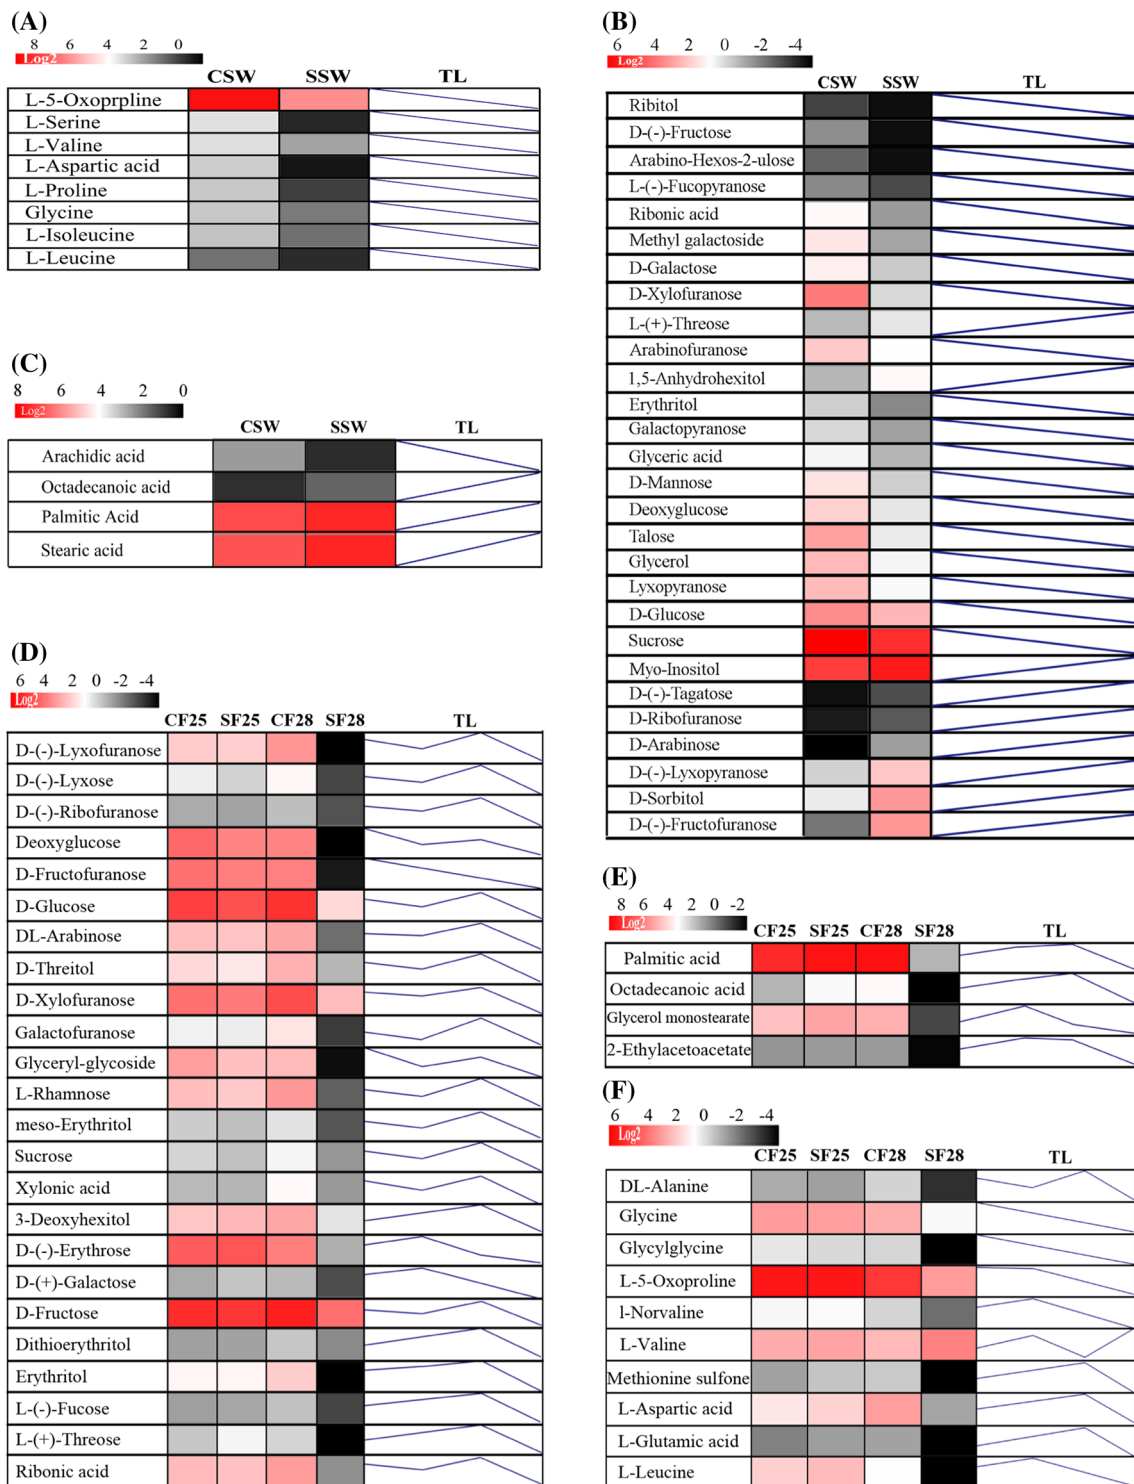 (A)
8 6 4 2 0
Log2
CSW SSW TL
L-5-Oxoprpline
L-Serine
L-Valine
L-Aspartic acid
L-Proline
Glycine
L-Isoleucine
L-Leucine
(B)
6 4 2 0 -2 -4
Log2
CSW SSW TL
Ribitol
D-(-)-Fructose
Arabino-Hexos-2-ulose
L-(-)-Fucopyranose
Ribonic acid
Methyl galactoside
D-Galactose
D-Xylofuranose
L-(+)-Threose
Arabinofuranose
1,5-Anhydrohexitol
Erythritol
Galactopyranose
Glyceric acid
D-Mannose
Deoxyglucose
Talose
Glycerol
Lyxopyranose
D-Glucose
Sucrose
Myo-Inositol
D-(-)-Tagatose
D-Ribofuranose
D-Arabinose
D-(-)-Lyxopyranose
D-Sorbitol
D-(-)-Fructofuranose
(C)
8 6 4 2 0
Log2
CSW SSW TL
Arachidic acid
Octadecanoic acid
Palmitic Acid
Stearic acid
(D)
6 4 2 0 -2 -4
Log2
CF25 SF25 CF28 SF28 TL
D-(-)-Lyxofuranose
D-(-)-Lyxose
D-(-)-Ribofuranose
Deoxyglucose
D-Fructofuranose
D-Glucose
DL-Arabinose
D-Threitol
D-Xylofuranose
Galactofuranose
Glyceryl-glycoside
L-Rhamnose
meso-Erythritol
Sucrose
Xylonic acid
3-Deoxyhexitol
D-(-)-Erythrose
D-(+)-Galactose
D-Fructose
Dithioerythritol
Erythritol
L-(-)-Fucose
L-(+)-Threose
Ribonic acid
(E)
8 6 4 2 0 -2
Log2
CF25 SF25 CF28 SF28 TL
Palmitic acid
Octadecanoic acid
Glycerol monostearate
2-Ethylacetoacetate
(F)
6 4 2 0 -2 -4
Log2
CF25 SF25 CF28 SF28 TL
DL-Alanine
Glycine
Glycylglycine
L-5-Oxoproline
l-Norvaline
L-Valine
Methionine sulfone
L-Aspartic acid
L-Glutamic acid
L-Leucine